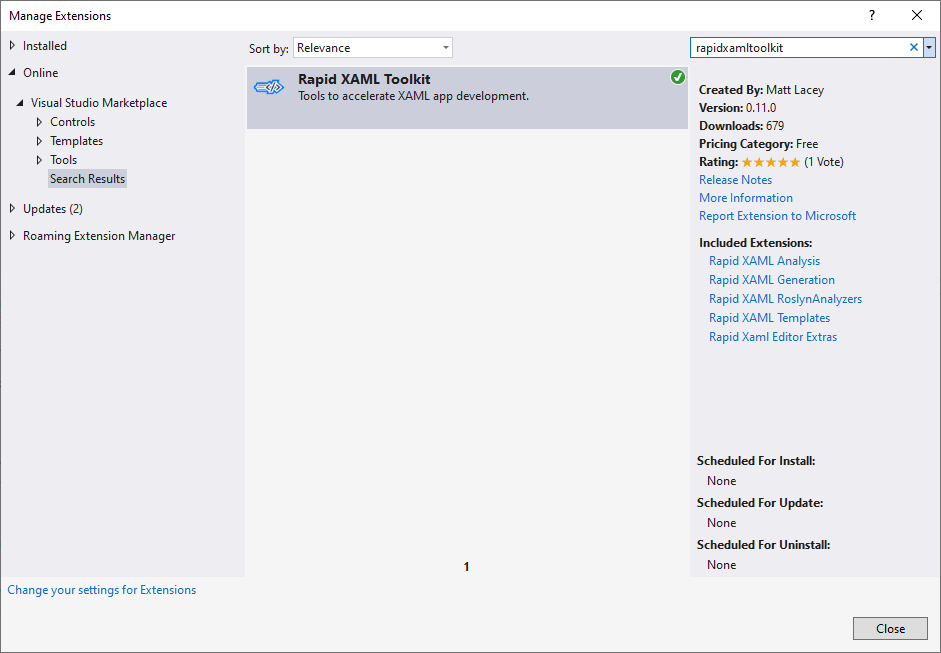 Manage Extensions
?
Installed
Online
Visual Studio Marketplace
Controls
Templates
Tools
Search Results
Updates (2)
Roaming Extension Manager
Change your settings for Extensions
Sort by: Relevance
Rapid XAML Toolkit
Tools to accelerate XAML app development.
1
rapidxamltoolkit
Created By: Matt Lacey
Version: 0.11.0
Downloads: 679
Pricing Category: Free
Rating: ★★★★★ (1 Vote)
Release Notes
More Information
Report Extension to Microsoft
Included Extensions:
Rapid XAML Analysis
Rapid XAML Generation
Rapid XAML RoslynAnalyzers
Rapid XAML Templates
Rapid Xaml Editor Extras
Scheduled For Install:
None
Scheduled For Update:
None
Scheduled For Uninstall:
None
Close